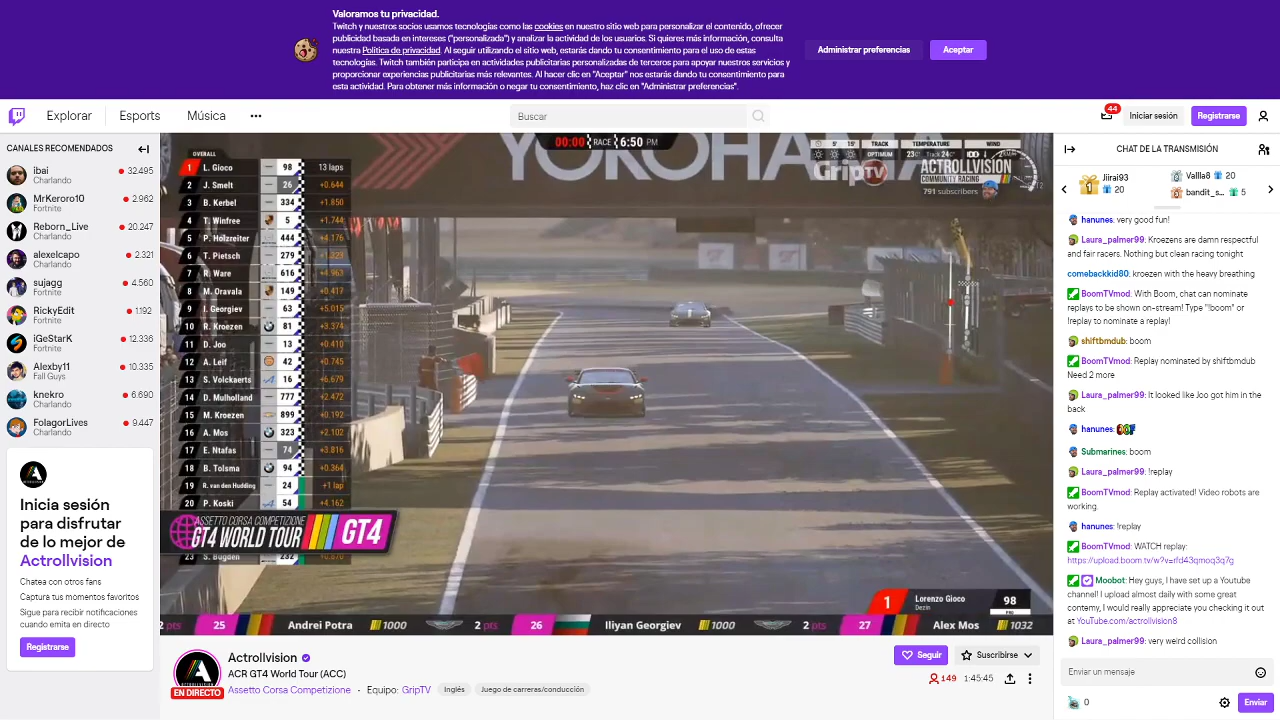 Valoramos tu privacidad.
Twitch y nuestros socios usamos tecnologías como las cookies en nuestro sitio web para personalizar el contenido, ofrecer
publicidad basada en intereses ("personalizada") y analizar la actividad de los usuarios. Si quieres más información, consulta
nuestra Política de privacidad. Al seguir utilizando el sitio web, estarás dando tu consentimiento para el uso de estas
tecnologías. Twitch también participa en actividades publicitarias personalizadas de terceros para apoyar nuestros servicios y
proporcionar experiencias publicitarias más relevantes. Al hacer clic en "Aceptar" nos estarás dando tu consentimiento para
esta actividad. Para obtener más información o negar tu consentimiento, haz clic en "Administrar preferencias".
Administrar preferencias
Aceptar
Explorar
Esports
Música
Buscar
44
Iniciar sesión
Registrarse
CANALES RECOMENDADOS
ibai 32.495
Charlando
MrKeroro10 2.962
Fortnite
Reborn_Live 20.247
Charlando
alexelcapo 2.321
Charlando
sujagg 4.560
Fortnite
RickyEdit 1.192
Fortnite
iGeStarK 12.336
Fortnite
Alexby11 10.335
Fall Guys
knekro 6.690
Charlando
FolagorLives 9.447
Charlando
Inicia sesión
para disfrutar
de lo mejor de
Actrollvision
Chatea con otros fans
Captura tus momentos favoritos
Sigue para recibir notificaciones
cuando emita en directo
Registrarse
YOKOHAMA
00:00 RACE 6:50 PM
OVERALL
1 L. Gioco 98 13 laps
2 J. Smelt 26 +0.644
3 B. Kerbel 334 +1.850
4 T. Winfree 5 +1.744
5 P. Holzreiter 444 +4.176
6 T. Pietsch 279
7 R. Ware 616 +4.963
8 M. Oravala 149 +0.417
9 I. Georgiev 63 +5.015
10 R. Kroezen 81 +3.374
11 D. Joo 13 +0.410
12 A. Leif 42 +0.745
13 S. Volckaerts 16 +6.679
14 D. Mulholland 777 +2.472
15 M. Kroezen 899 +0.192
16 A. Mos 323 +2.102
17 E. Ntafas 74 +3.816
18 B. Tolsma 94 +0.364
19 R. van den Hudding 24 +1 lap
20 P. Koski 54 +4.162
ASSETTO CORSA COMPETIZIONE
GT4 WORLD TOUR GT4
23 S. Bugden 232
5' 15' TRACK TEMPERATURE WIND
OPTIMUM 23 Track 24
GripTV
ACTROLLVISION
COMMUNITY RACING
791 subscribers
1 Lorenzo Gioco 98
Dezin PRO
2 pts 25 Andrei Potra 1000 2 pts 26 Iliyan Georgiev 1000 2 pts 27 Alex Mos 1032
Actrollvision
ACR GT4 World Tour (ACC)
Assetto Corsa Competizione - Equipo: GripTV Inglés Juego de carreras/conducción
EN DIRECTO
Seguir
Suscribirse
149
1:45:45
CHAT DE LA TRANSMISIÓN
1 Jiirai93 20
Vallla8 20
bandit_s... 5
hanunes: very good fun!
Laura_palmer99: Kroezens are damn respectful
and fair racers. Nothing but clean racing tonight
comebackkid80: kroezen with the heavy breathing
BoomTVmod: With Boom, chat can nominate
replays to be shown on-stream! Type "!boom" or
!replay to nominate a replay!
shiftbmdub: boom
BoomTVmod: Replay nominated by shiftbmdub
Need 2 more
Laura_palmer99: It looked like Joo got him in the
back
hanunes:
Submarines: boom
Laura_palmer99: !replay
BoomTVmod: Replay activated! Video robots are
working.
hanunes: !replay
BoomTVmod: WATCH replay:
https://upload.boom.tv/w?v=rfd43qmoq3q7g
Moobot: Hey guys, I have set up a Youtube
channel! I upload almost daily with some great
contemy, I would really appreciate you checking it out
at YouTube.com/actrollvision8
Laura_palmer99: very weird collision
Enviar un mensaje
0
Enviar